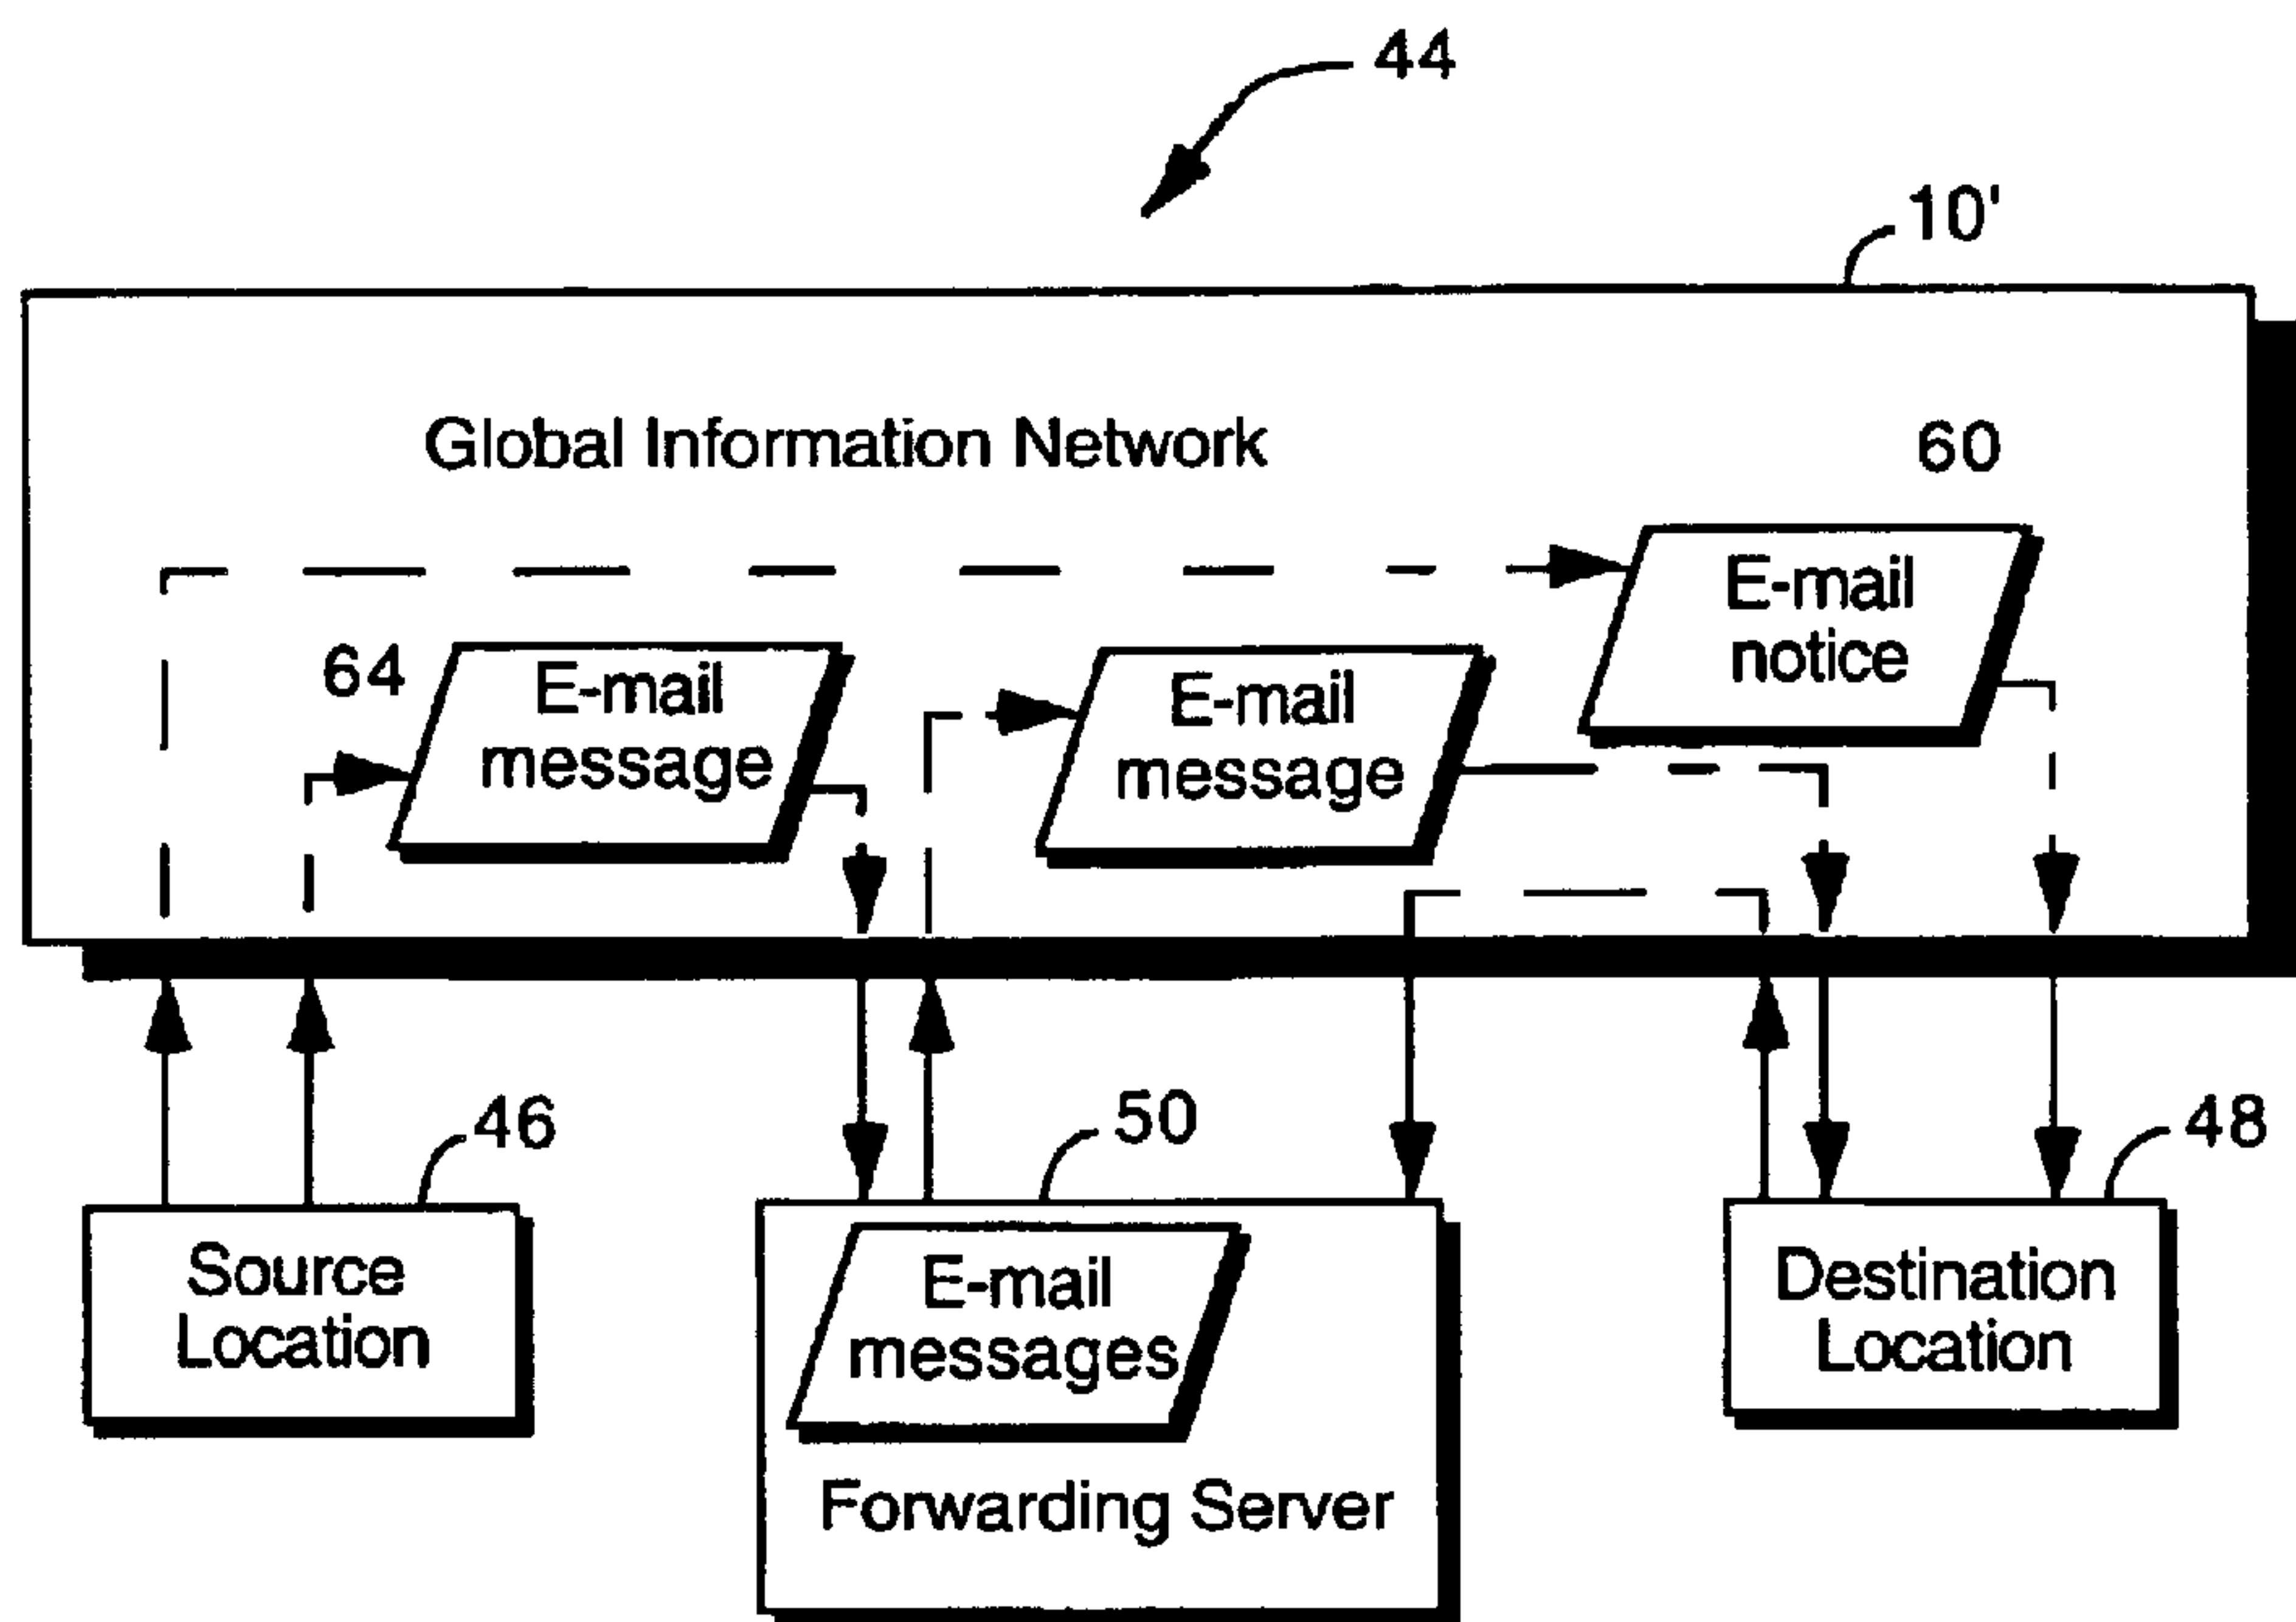 44
10'
Global Information Network
60
E-mail
notice
64
E-mail
message
E-mail
message
46
50
48
Source
Location
E-mail
messages
Forwarding Server
Destination
Location